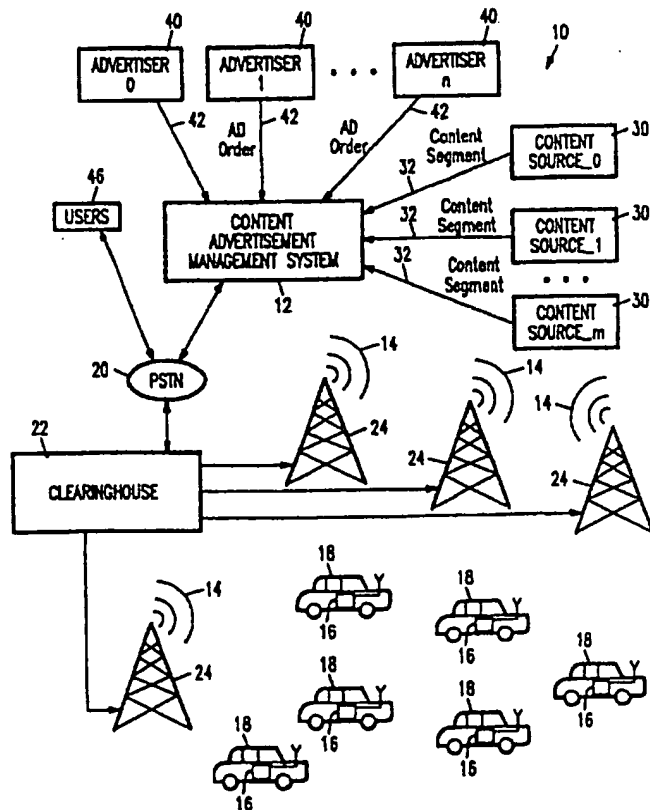 40
40
40
10
ADVERTISER
0
ADVERTISER
1
• • •
ADVERTISER
n
42
AD
Order
42
AD
Order
42
Content
Segment
32
CONTENT
SOURCE_0
30
46
USERS
CONTENT
ADVERTISEMENT
MANAGEMENT SYSTEM
12
32
Content
Segment
CONTENT
SOURCE_1
30
32
Content
Segment
• • •
CONTENT
SOURCE_m
30
20
PSTN
14
14
14
22
CLEARINGHOUSE
24
24
24
14
24
18
16
18
16
18
16
18
16
18
16
18
16